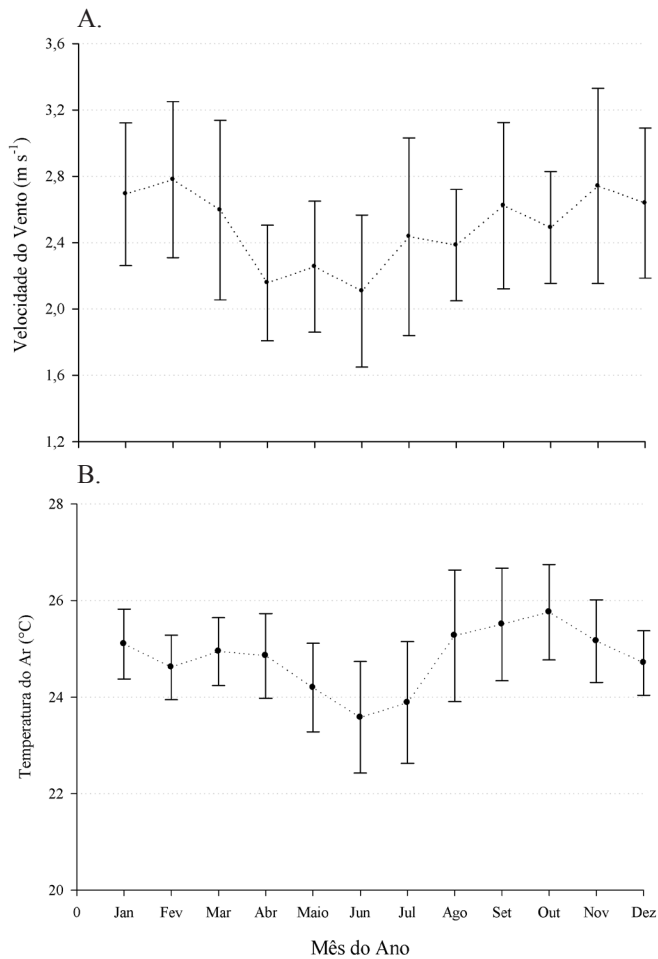 A.
3,6
3,2
2,8
2,4
2,0
1,6
1,2
Velocidade do Vento (m s⁻¹)
B.
28
26
24
22
20
Temperatura do Ar (°C)
0 Jan Fev Mar Abr Maio Jun Jul Ago Set Out Nov Dez
Mês do Ano